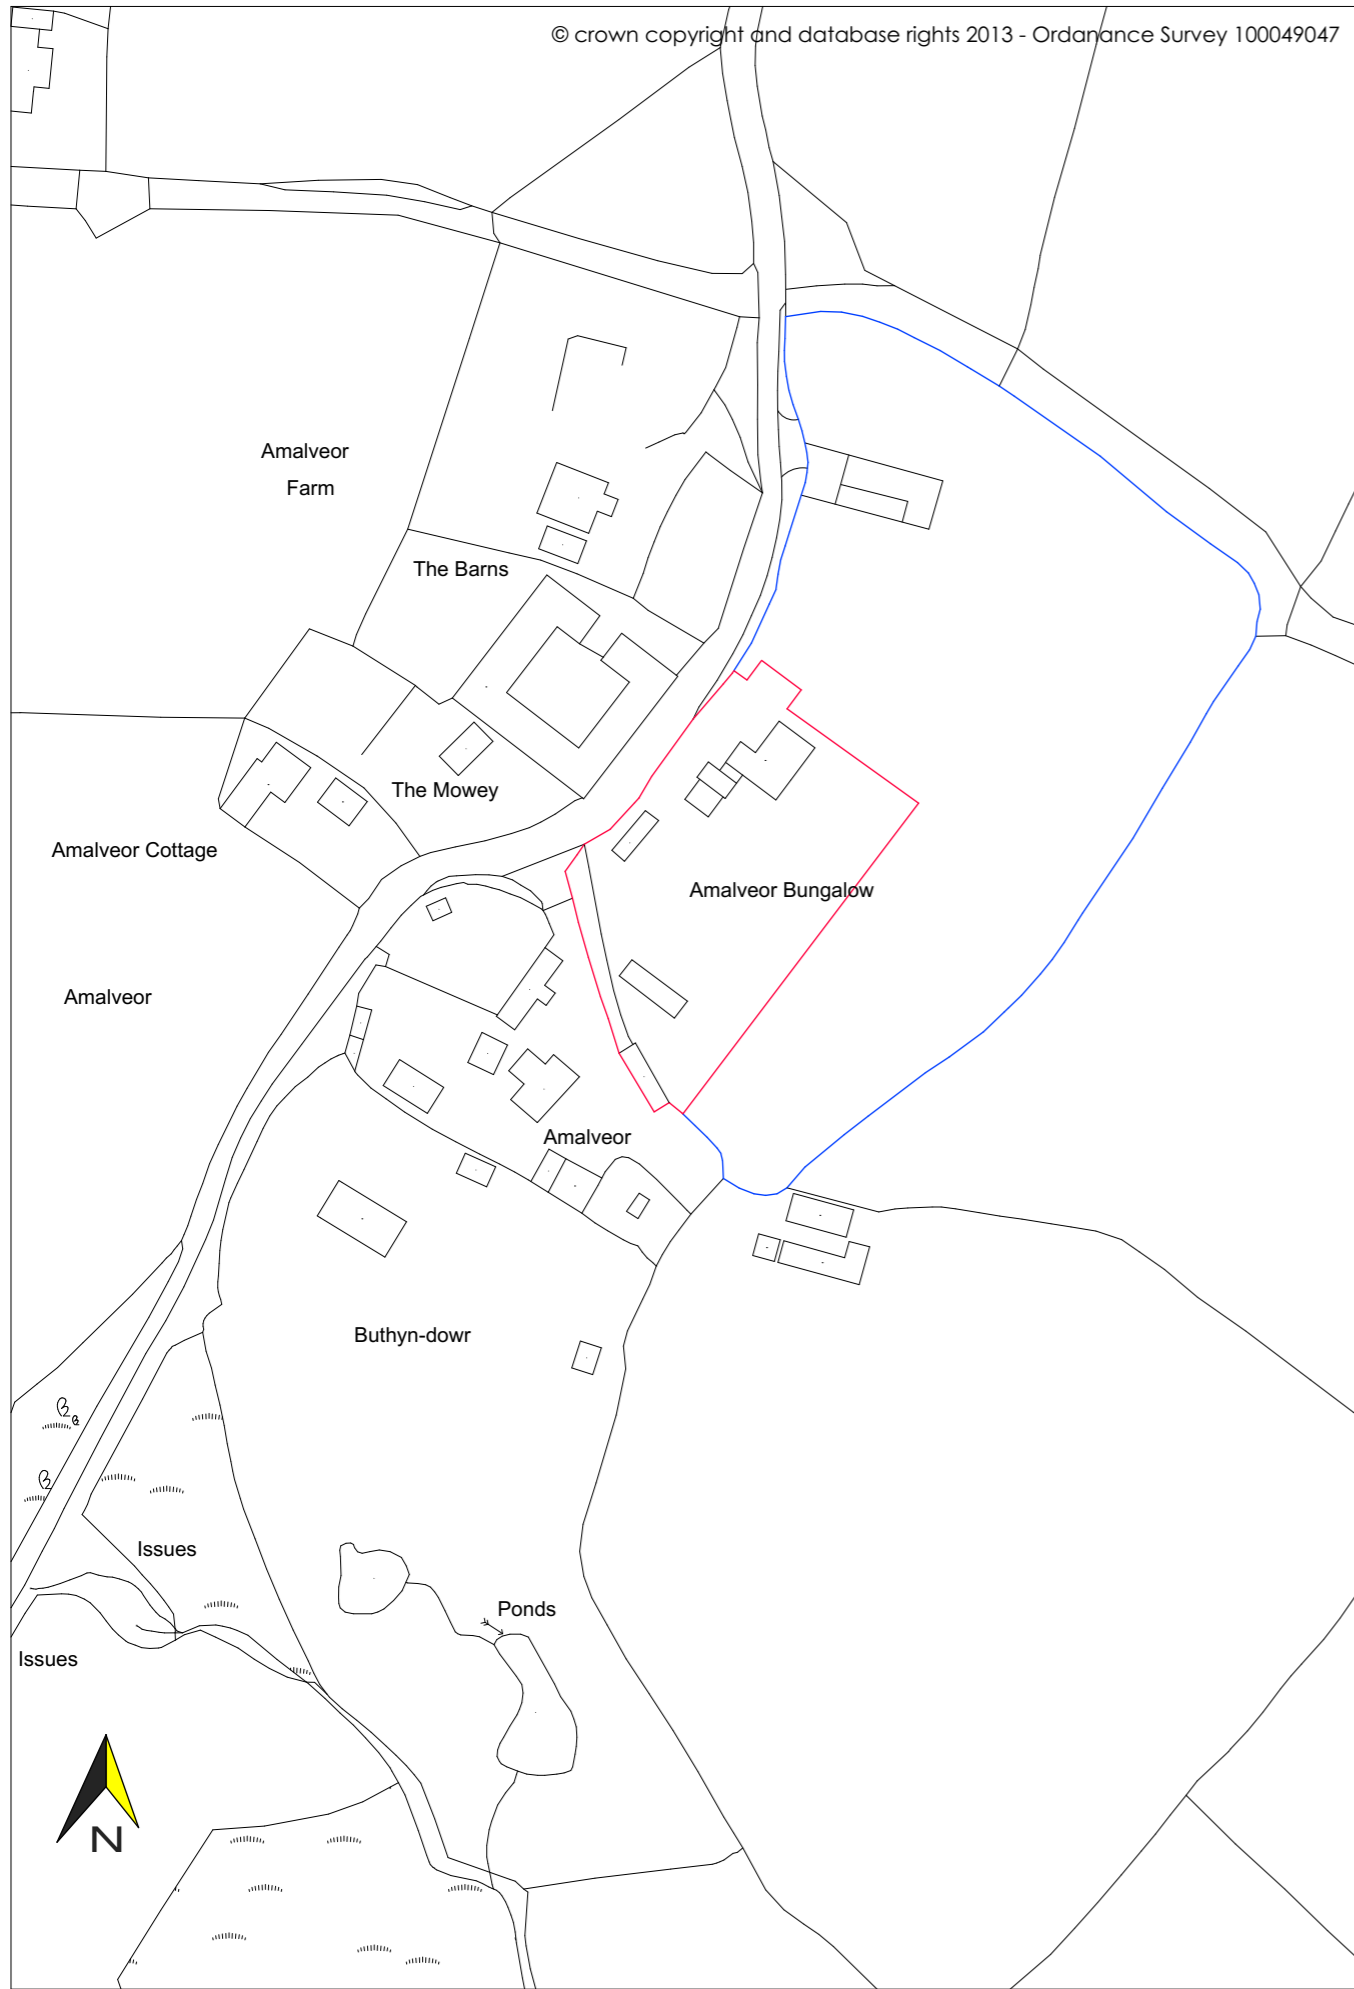 © crown copyright and database rights 2013 - Ordanance Survey 100049047
Amalveor
Farm
The Barns
The Mowey
Amalveor Cottage
Amalveor Bungalow
Amalveor
Amalveor
Buthyn-dowr
Issues
Ponds
Issues
N